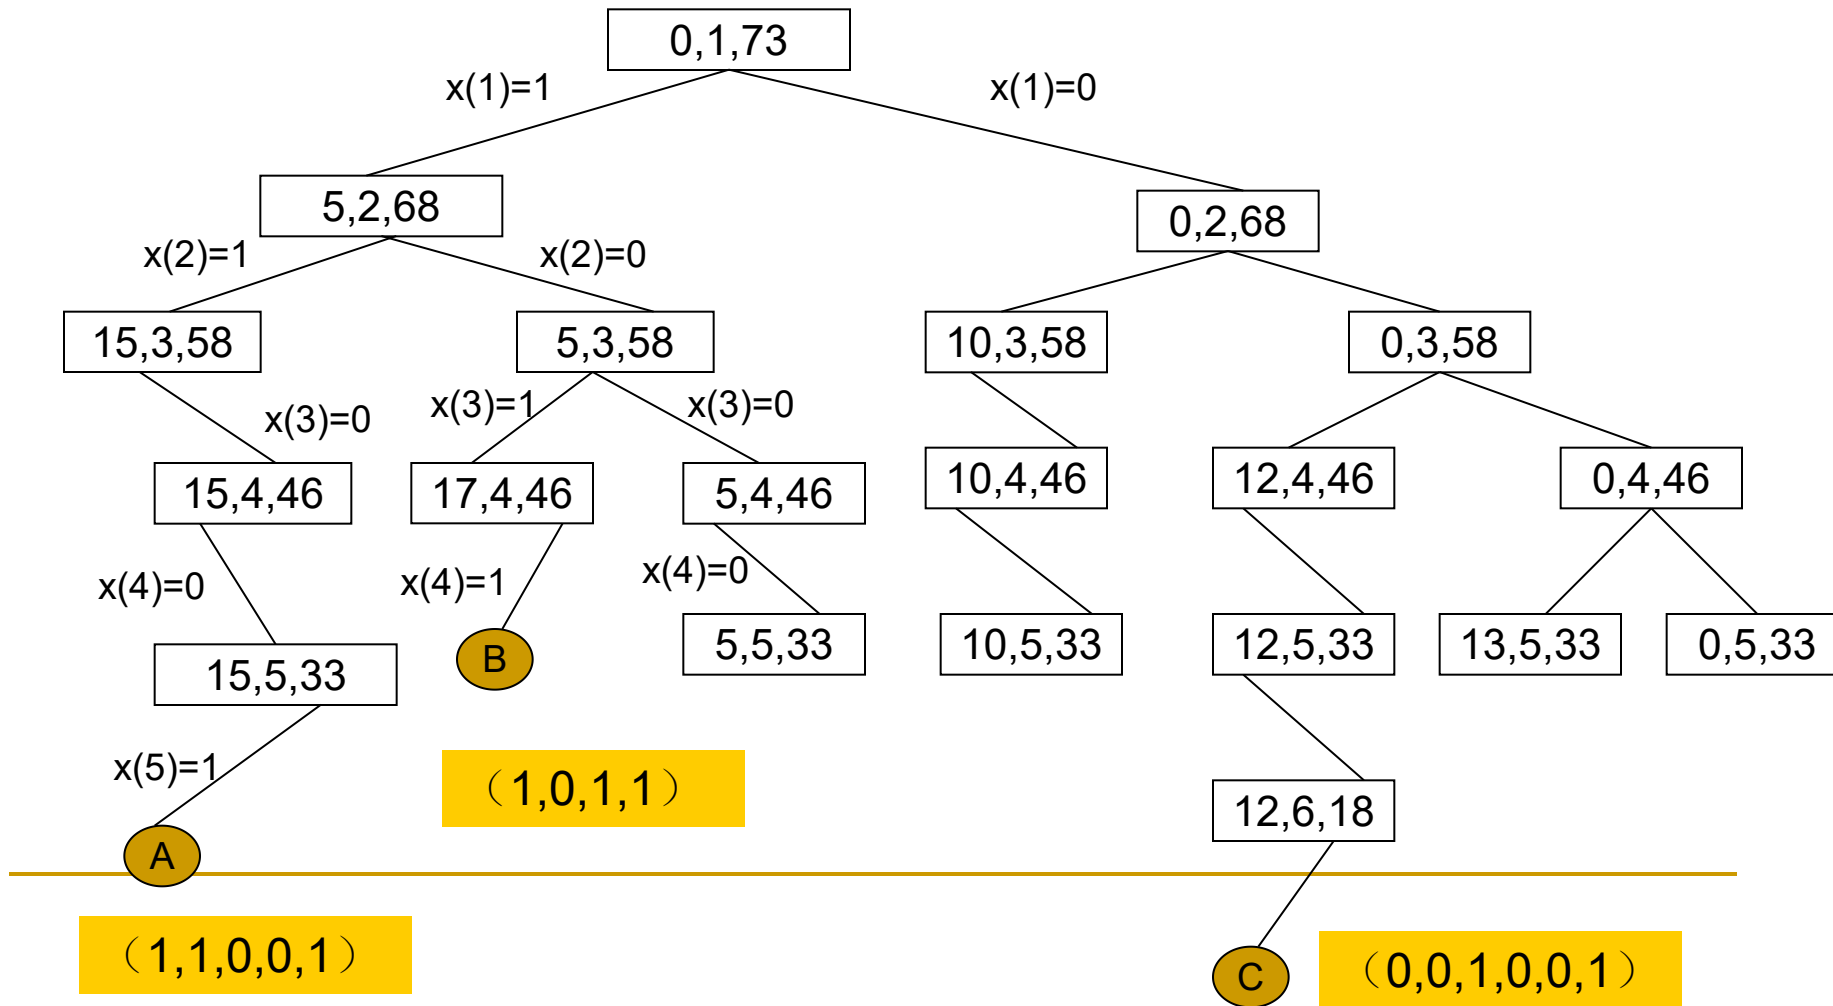 0,1,73
x(1)=1
x(1)=0
5,2,68
0,2,68
x(2)=1
x(2)=0
15,3,58
5,3,58
10,3,58
0,3,58
x(3)=0
x(3)=1
x(3)=0
15,4,46
17,4,46
5,4,46
10,4,46
12,4,46
0,4,46
x(4)=0
x(4)=1
x(4)=0
15,5,33
B
5,5,33
10,5,33
12,5,33
13,5,33
0,5,33
x(5)=1
（1,0,1,1）
12,6,18
A
（1,1,0,0,1）
C
（0,0,1,0,0,1）